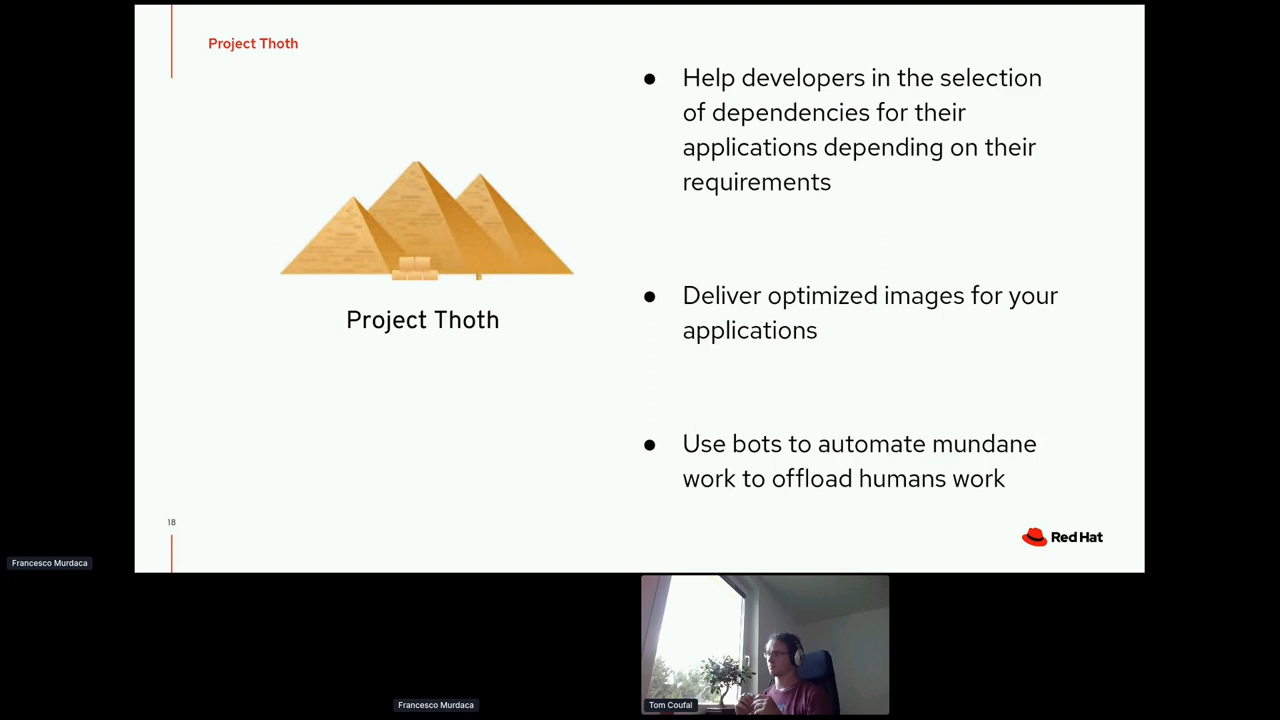 Project Thoth
● Help developers in the selection
of dependencies for their
applications depending on their
requirements
Project Thoth
● Deliver optimized images for your
applications
● Use bots to automate mundane
work to offload humans work
18
Red Hat
Francesco Murdaca
Francesco Murdaca
Tom Coufal